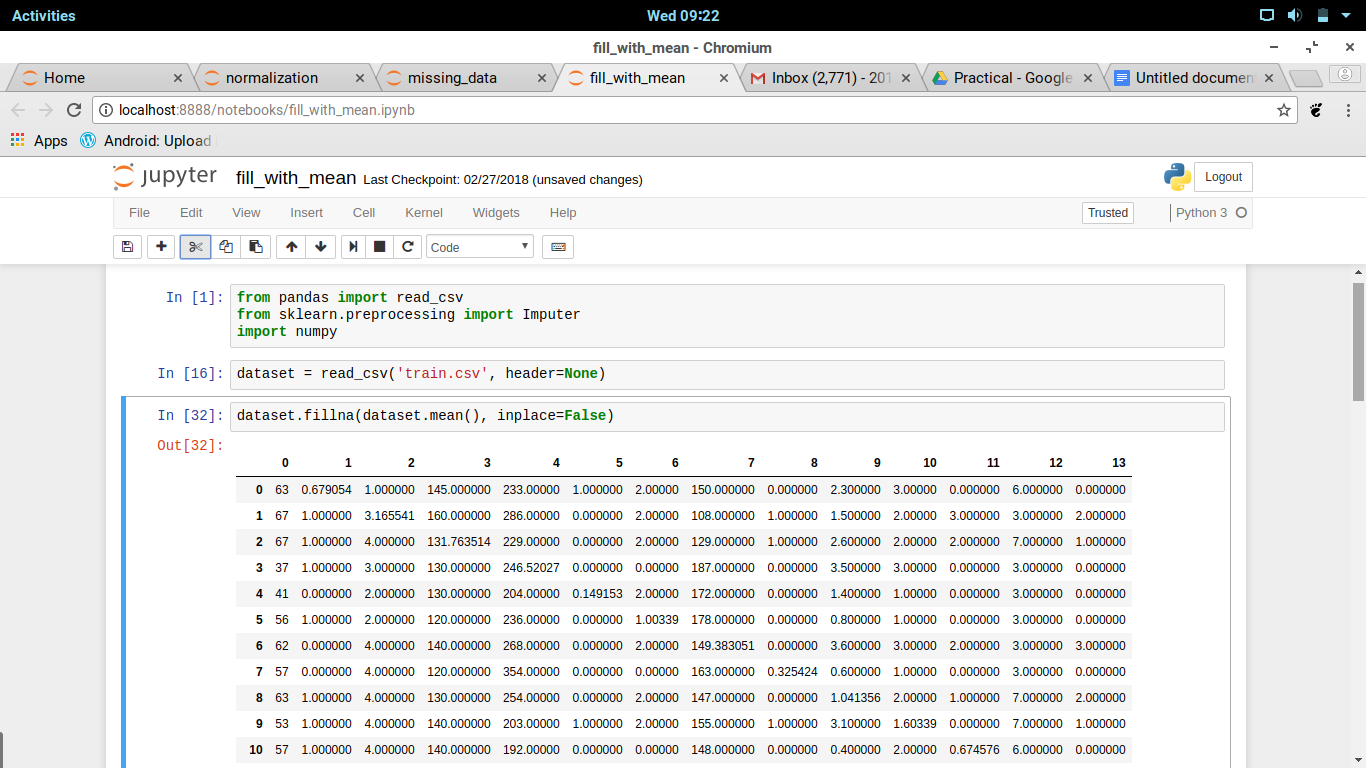 Activities Wed 09:22
fill_with_mean - Chromium
Home normalization missing_data fill_with_mean Inbox (2,771) - 201 Practical - Google Untitled documen
localhost:8888/notebooks/fill_with_mean.ipynb
Apps Android: Upload
jupyter fill_with_mean Last Checkpoint: 02/27/2018 (unsaved changes) Logout
File Edit View Insert Cell Kernel Widgets Help Trusted Python 3
Code
In [1]: from pandas import read_csv
from sklearn.preprocessing import Imputer
import numpy
In [16]: dataset = read_csv('train.csv', header=None)
In [32]: dataset.fillna(dataset.mean(), inplace=False)
Out[32]:
0 1 2 3 4 5 6 7 8 9 10 11 12 13
0 63 0.679054 1.000000 145.000000 233.00000 1.000000 2.00000 150.000000 0.000000 2.300000 3.00000 0.000000 6.000000 0.000000
1 67 1.000000 3.165541 160.000000 286.00000 0.000000 2.00000 108.000000 1.000000 1.500000 2.00000 3.000000 3.000000 2.000000
2 67 1.000000 4.000000 131.763514 229.00000 0.000000 2.00000 129.000000 1.000000 2.600000 2.00000 2.000000 7.000000 1.000000
3 37 1.000000 3.000000 130.000000 246.52027 0.000000 0.00000 187.000000 0.000000 3.500000 3.00000 0.000000 3.000000 0.000000
4 41 0.000000 2.000000 130.000000 204.00000 0.149153 2.00000 172.000000 0.000000 1.400000 1.00000 0.000000 3.000000 0.000000
5 56 1.000000 2.000000 120.000000 236.00000 0.000000 1.00339 178.000000 0.000000 0.800000 1.00000 0.000000 3.000000 0.000000
6 62 0.000000 4.000000 140.000000 268.00000 0.000000 2.00000 149.383051 0.000000 3.600000 3.00000 2.000000 3.000000 3.000000
7 57 0.000000 4.000000 120.000000 354.00000 0.000000 0.00000 163.000000 0.325424 0.600000 1.00000 0.000000 3.000000 0.000000
8 63 1.000000 4.000000 130.000000 254.00000 0.000000 2.00000 147.000000 0.000000 1.041356 2.00000 1.000000 7.000000 2.000000
9 53 1.000000 4.000000 140.000000 203.00000 1.000000 2.00000 155.000000 1.000000 3.100000 1.60339 0.000000 7.000000 1.000000
10 57 1.000000 4.000000 140.000000 192.00000 0.000000 0.00000 148.000000 0.000000 0.400000 2.00000 0.674576 6.000000 0.000000